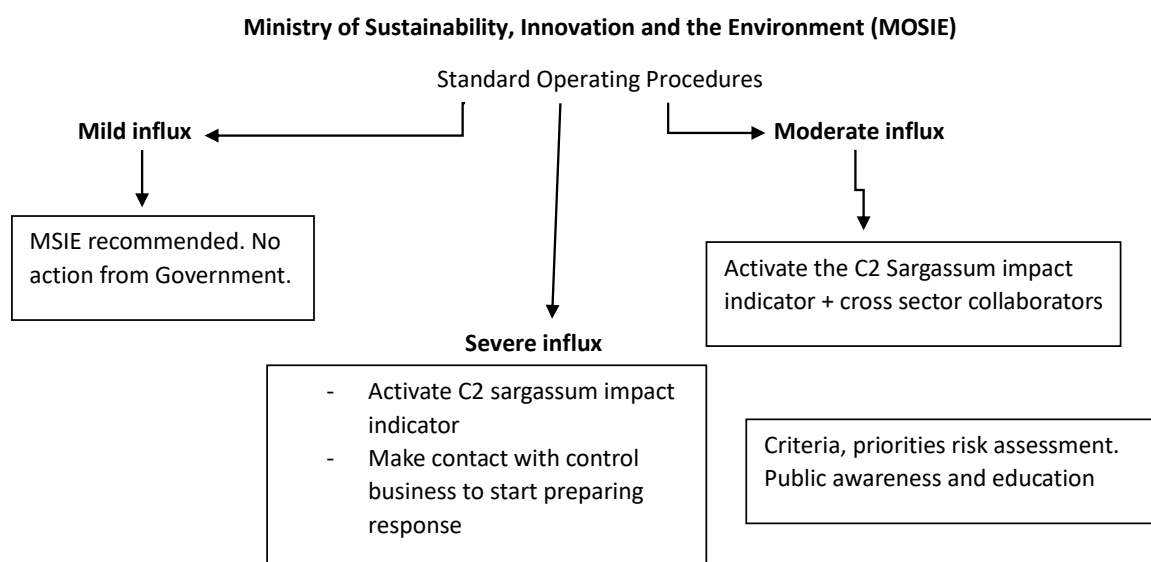 Ministry of Sustainability, Innovation and the Environment (MOSIE)
Standard Operating Procedures
Mild influx
Moderate influx
MSIE recommended. No
action from Government.
Activate the C2 Sargassum impact
indicator + cross sector collaborators
Severe influx
- Activate C2 sargassum impact
indicator
- Make contact with control
business to start preparing
response
Criteria, priorities risk assessment.
Public awareness and education